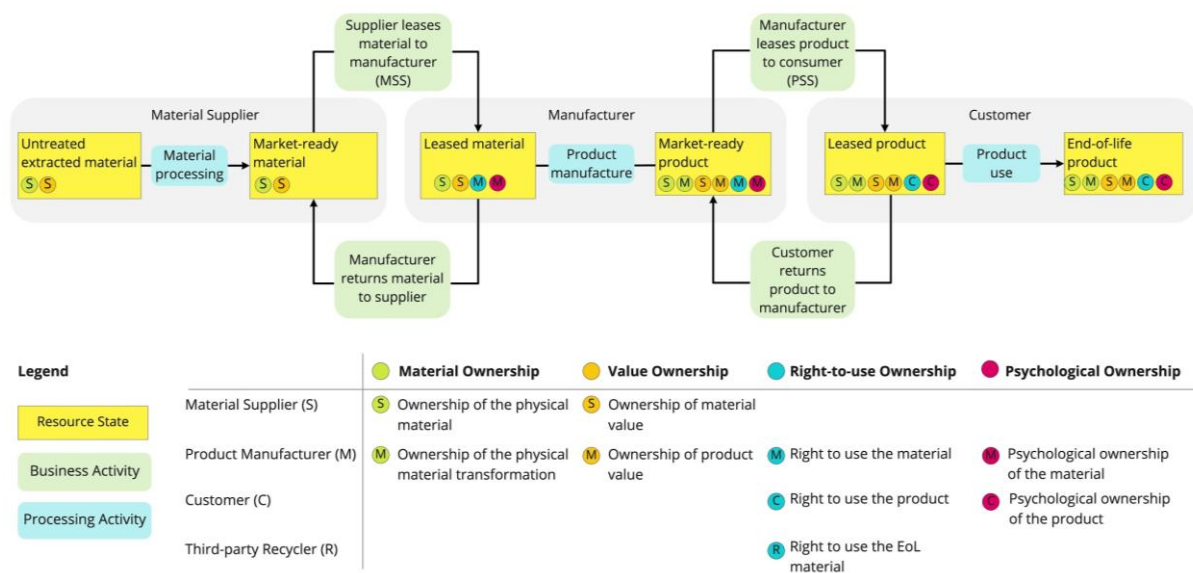 Supplier leases
material to
manufacturer
(MSS)
Manufacturer
leases product
to consumer
(PSS)
Material Supplier
Manufacturer
Customer
Untreated
extracted material
S S
Material
processing
Market-ready
material
S S
Leased material
S S M M
Product
manufacture
Market-ready
product
S M S M M M
Leased product
S M S M C C
Product
use
End-of-life
product
S M S M C C
Manufacturer
returns material
to supplier
Customer
returns
product to
manufacturer
Legend
Material Ownership
Value Ownership
Right-to-use Ownership
Psychological Ownership
Resource State
Business Activity
Processing Activity
Material Supplier (S)
S Ownership of the physical
material
S Ownership of material
value
Product Manufacturer (M)
M Ownership of the physical
material transformation
M Ownership of product
value
M Right to use the material
M Psychological ownership
of the material
Customer (C)
C Right to use the product
C Psychological ownership
of the product
Third-party Recycler (R)
R Right to use the EoL
material